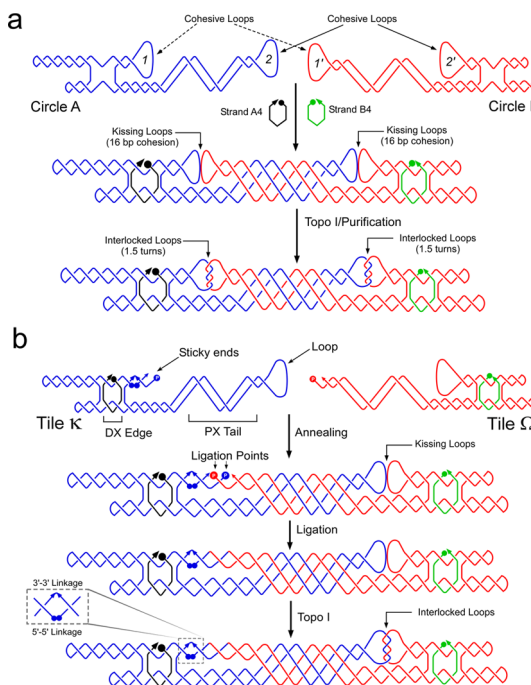 a
Cohesive Loops
Cohesive Loops
1
2
1'
2'
Circle A
Strand A4
Strand B4
Circle
Kissing Loops
(16 bp cohesion)
Kissing Loops
(16 bp cohesion)
Topo I/Purification
Interlocked Loops
(1.5 turns)
Interlocked Loops
(1.5 turns)
b
Sticky ends
Loop
P
P
Tile κ
DX Edge
PX Tail
Tile Ω
Annealing
Kissing Loops
Ligation Points
P
P
Ligation
3'-3' Linkage
5'-5' Linkage
Topo I
Interlocked Loops